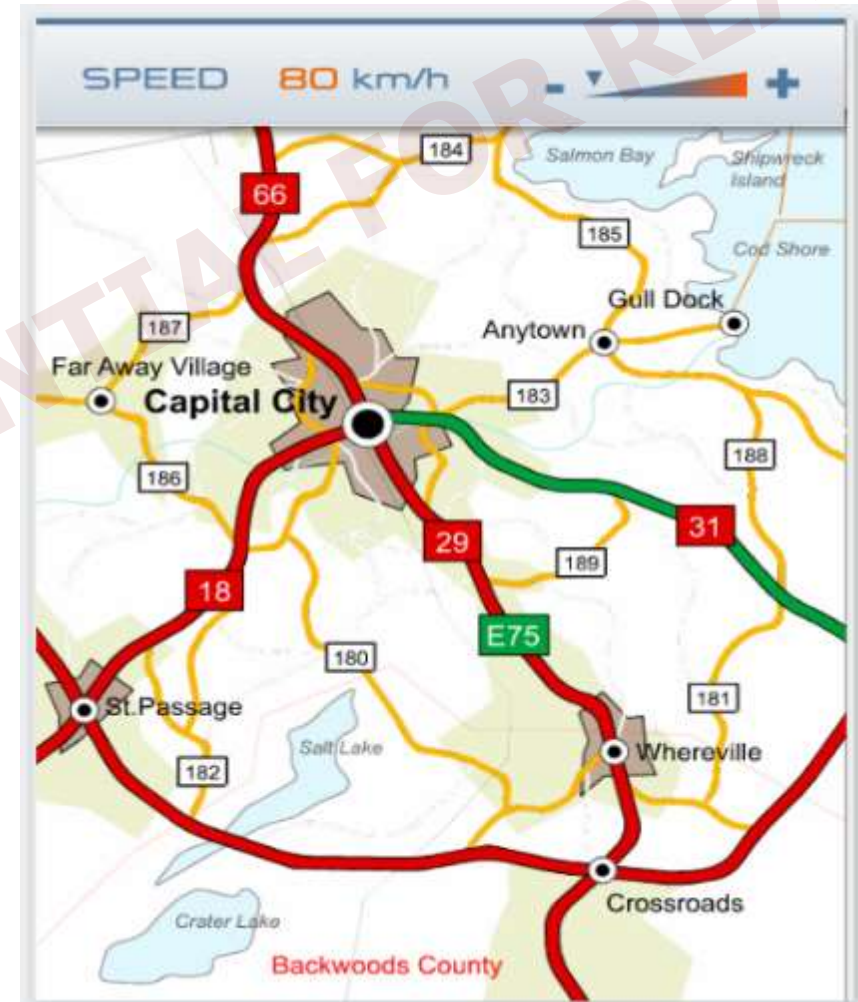 SPEED 80 km/h - +
184
Salmon Bay
Shipwreck
Island
66
185
Cod Shore
Gull Dock
187
Anytown
Far Away Village
Capital City
183
186
188
29
31
189
18
E75
180
St.Passage
181
Salt Lake
Whereville
182
Crossroads
Crater Lake
Backwoods County